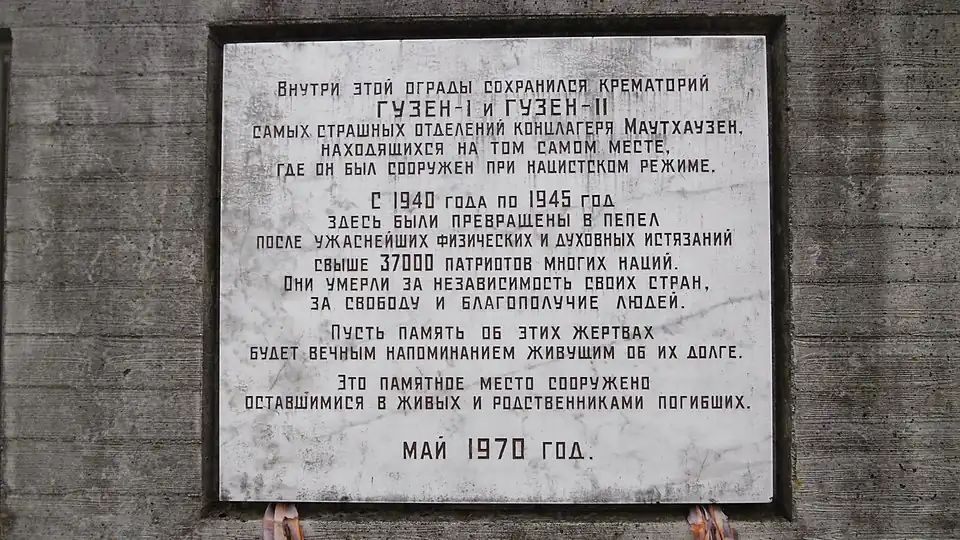 Внутри этой ограды сохранился крематорий
ГУЗЕН-I и ГУЗЕН-II
самых страшных отделений концлагеря Маутхаузен,
находящихся на том самом месте,
где он был сооружен при нацистском режиме.
С 1940 года по 1945 год
здесь были превращены в пепел
после ужаснейших физических и духовных истязаний
свыше 37000 патриотов многих наций.
Они умерли за независимость своих стран,
за свободу и благополучие людей.
Пусть память об этих жертвах
будет вечным напоминанием живущим об их долге.
Это памятное место сооружено
оставшимися в живых и родственниками погибших.
май 1970 год.